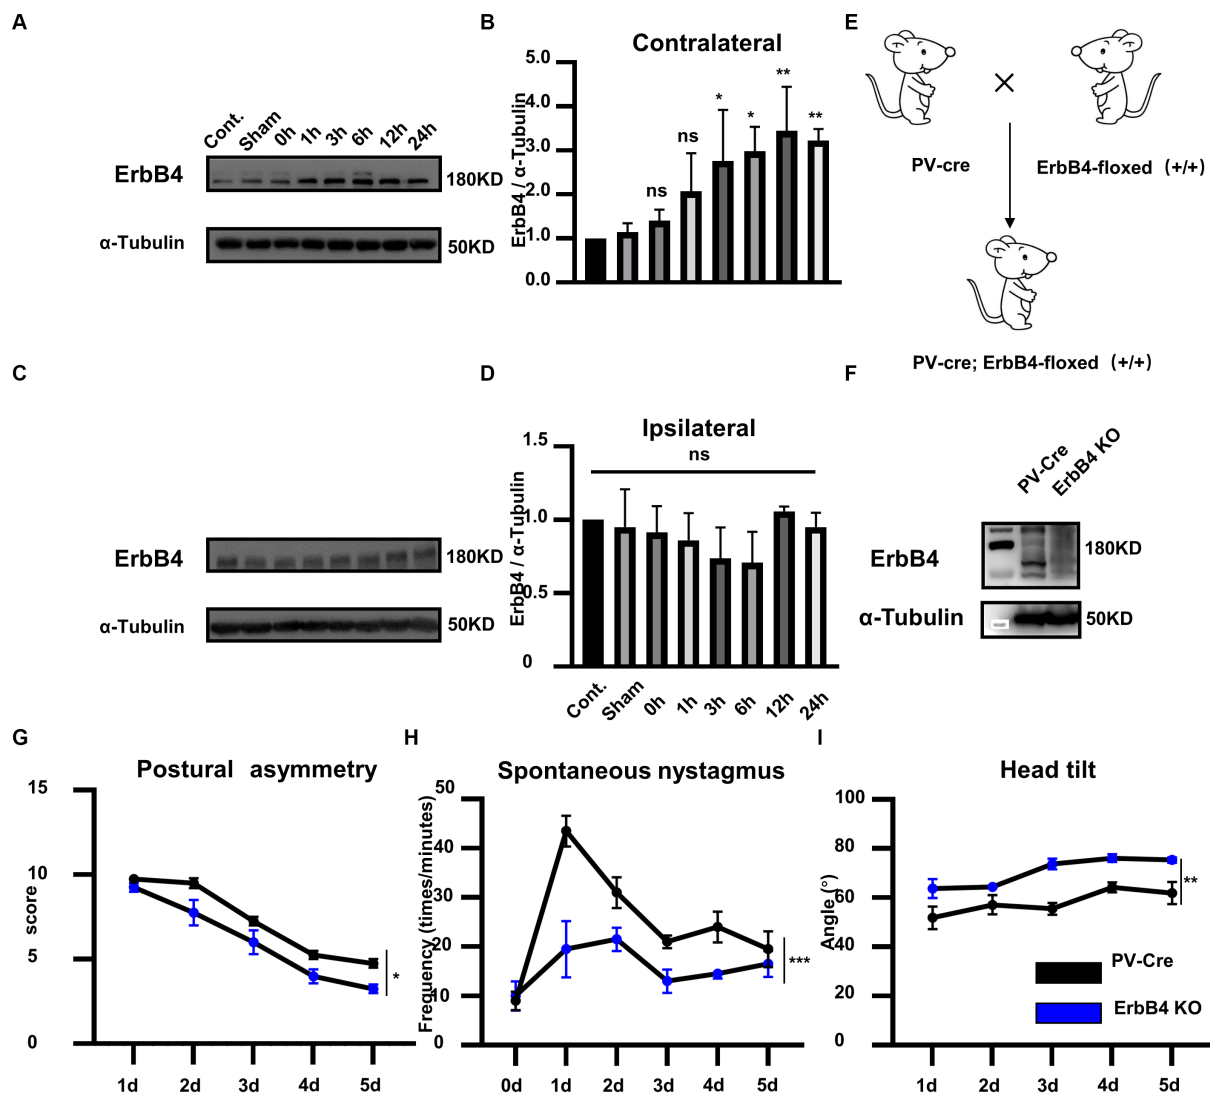 A
Cont. Sham 0h 1h 3h 6h 12h 24h
ErbB4 180KD
α-Tubulin 50KD
B
Contralateral
ErbB4 / α-Tubulin
5.0
4.0
3.0
2.0
1.0
0.0
ns ns * * ** **
E
PV-cre
ErbB4-floxed (+/+)
PV-cre; ErbB4-floxed (+/+)
C
ErbB4 180KD
α-Tubulin 50KD
D
Ipsilateral
ns
ErbB4 / α-Tubulin
1.5
1.0
0.5
0
Cont. Sham 0h 1h 3h 6h 12h 24h
F
PV-Cre ErbB4 KO
ErbB4 180KD
α-Tubulin 50KD
G
Postural asymmetry
score
15
10
5
0
*
1d 2d 3d 4d 5d
H
Spontaneous nystagmus
Frequency (times/minutes)
50
40
30
20
10
0
***
0d 1d 2d 3d 4d 5d
I
Head tilt
Angle (°)
100
80
60
40
20
0
**
PV-Cre
ErbB4 KO
1d 2d 3d 4d 5d